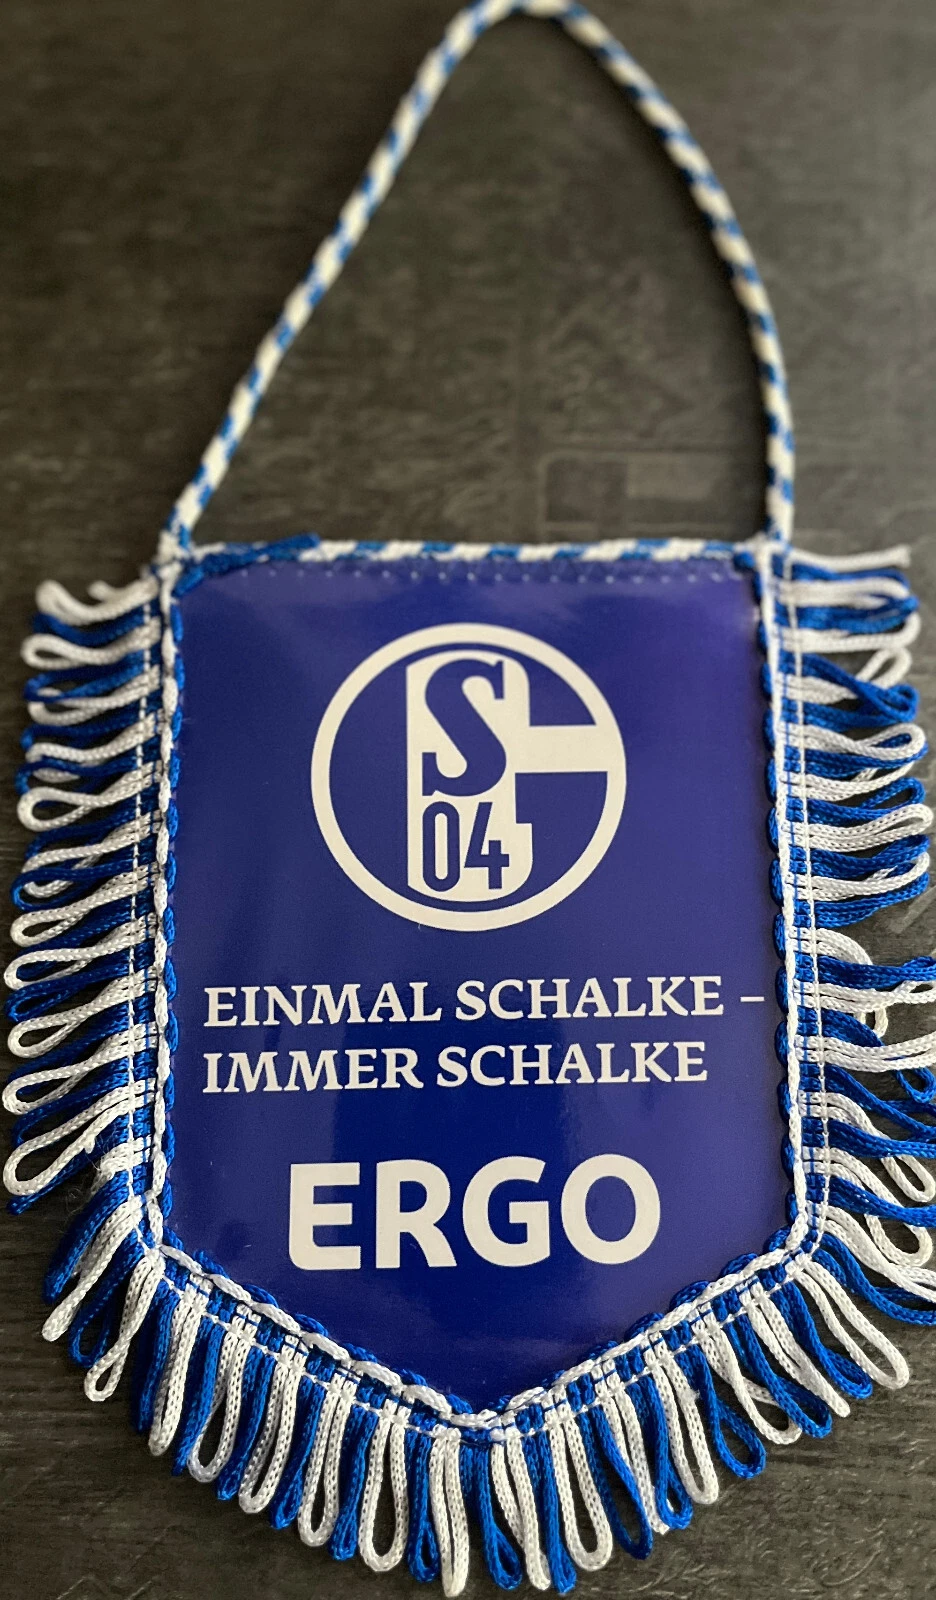 S
04
EINMAL SCHALKE –
IMMER SCHALKE
ERGO